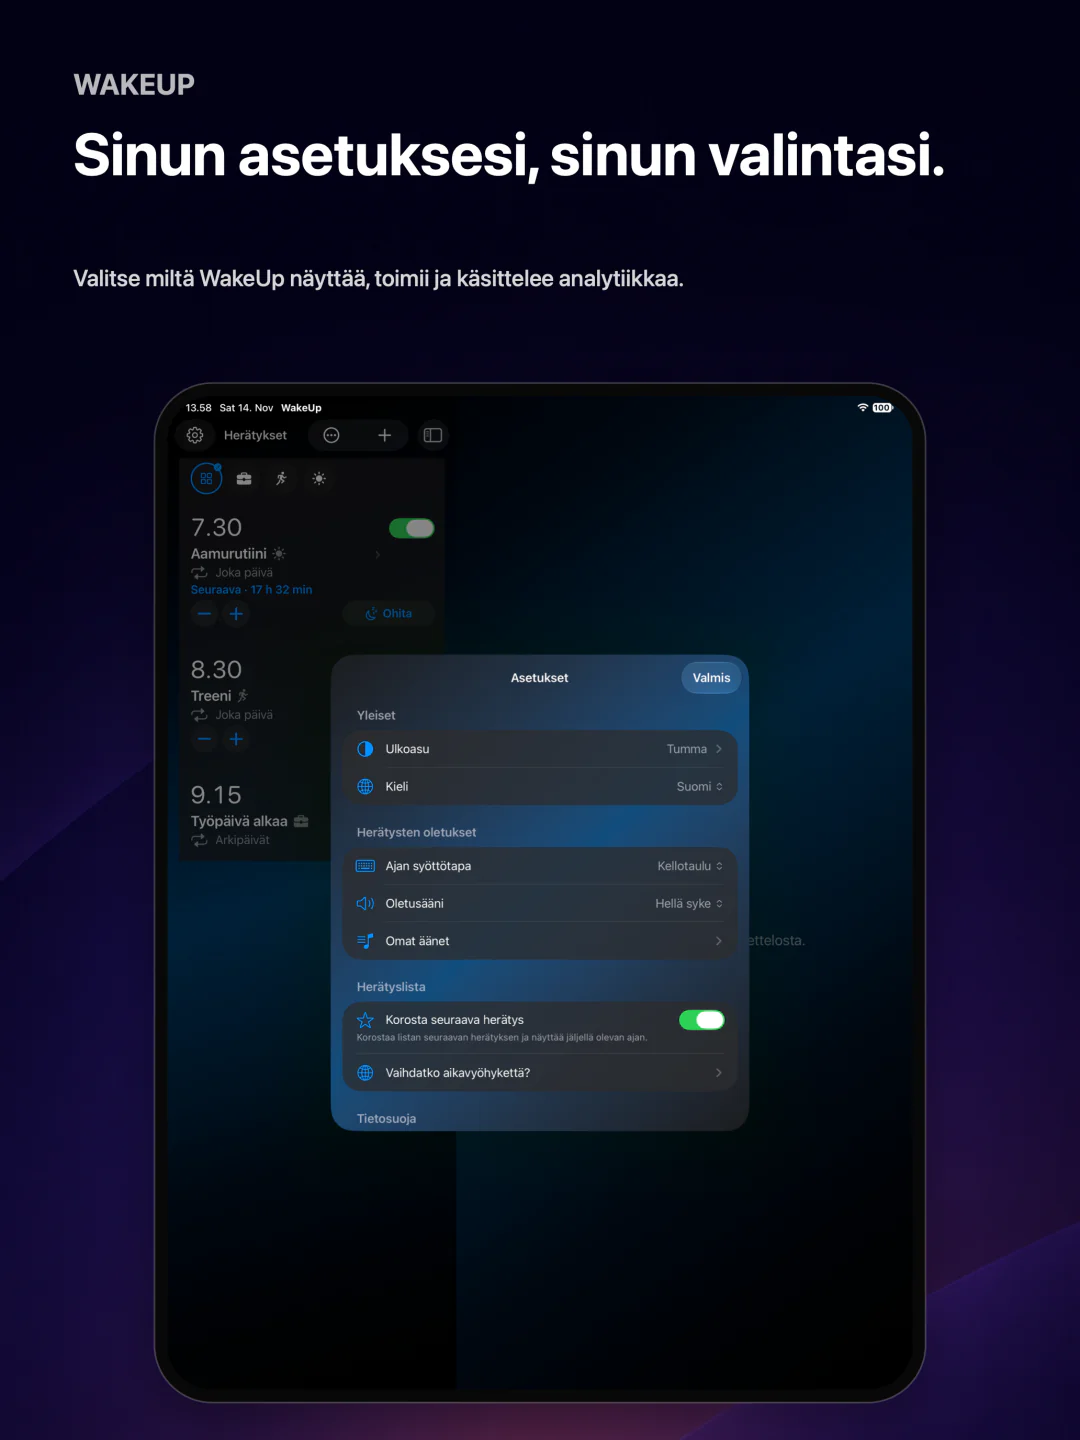 WAKEUP
Sinun asetuksesi, sinun valintasi.
Valitse miltä WakeUp näyttää, toimii ja käsittelee analytiikkaa.
13.58 Sat 14. Nov WakeUp
100
Herätykset
7.30
Aamurutiini
Joka päivä
Seuraava · 17 h 32 min
Ohita
8.30
Treeni
Joka päivä
9.15
Työpäivä alkaa
Arkipäivät
Asetukset
Valmis
Yleiset
Ulkoasu Tumma
Kieli Suomi
Herätysten oletukset
Ajan syöttötapa Kellotaulu
Oletusääni Hellä syke
Omat äänet
ettelosta.
Herätyslista
Korosta seuraava herätys
Korostaa listan seuraavan herätyksen ja näyttää jäljellä olevan ajan.
Vaihdatko aikavyöhykettä?
Tietosuoja